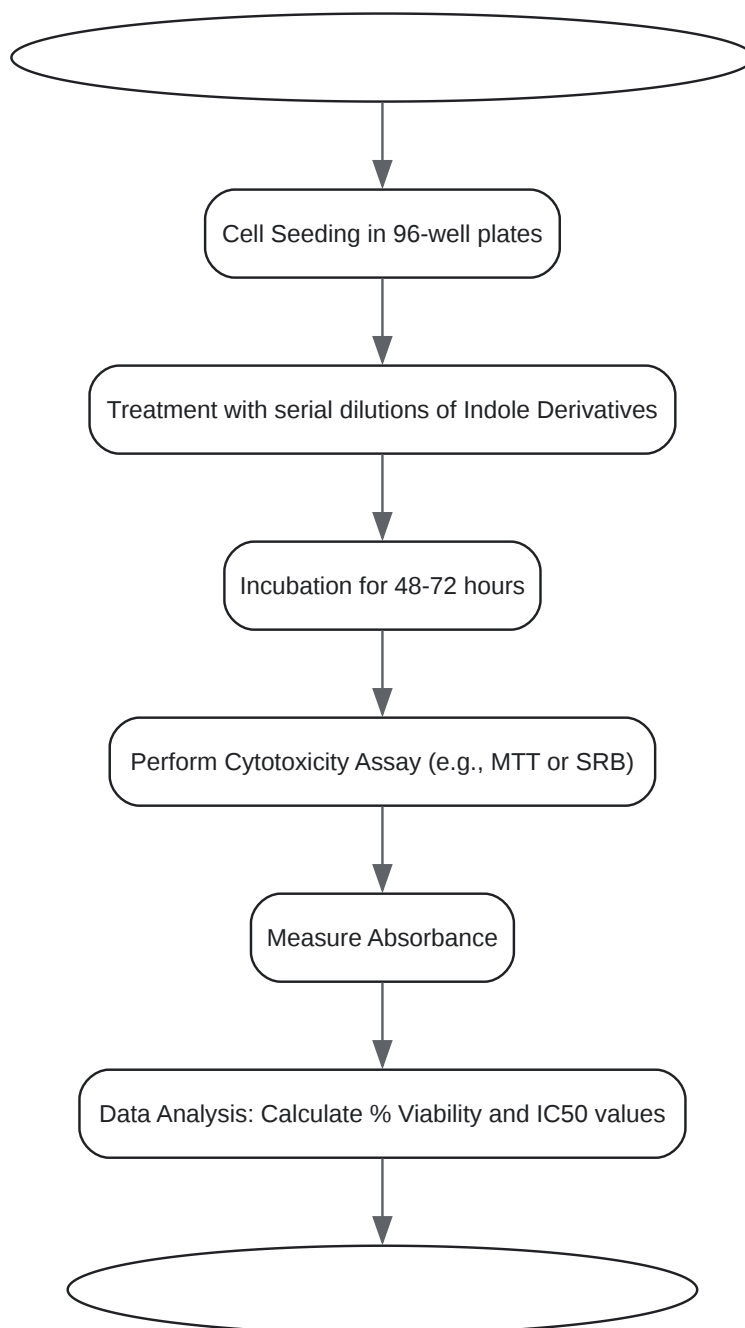 Cell Seeding in 96-well plates
Treatment with serial dilutions of Indole Derivatives
Incubation for 48-72 hours
Perform Cytotoxicity Assay (e.g., MTT or SRB)
Measure Absorbance
Data Analysis: Calculate % Viability and IC50 values